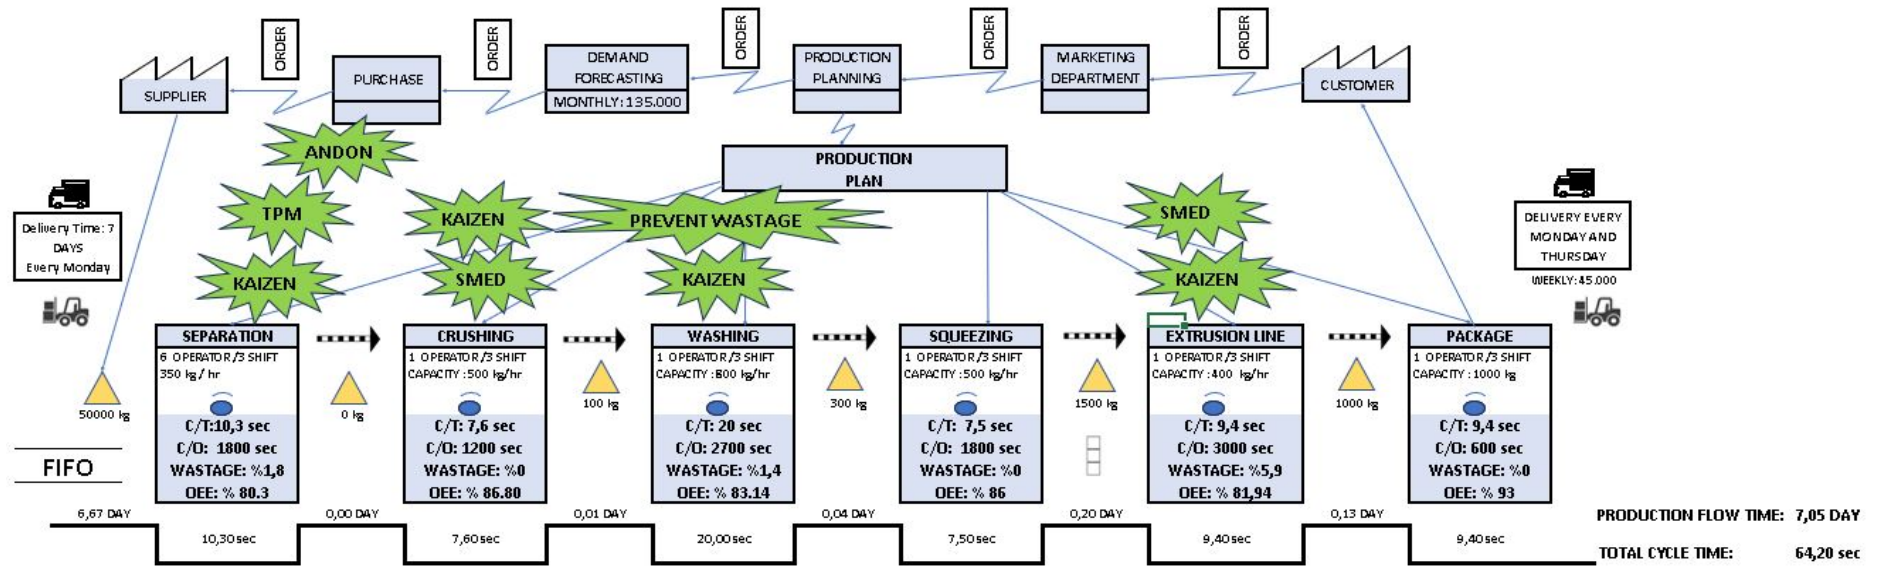 ORDER
ORDER
ORDER
ORDER
ORDER
SUPPLIER
PURCHASE
DEMAND
FORECASTING
MONTHLY: 135.000
PRODUCTION
PLANNING
MARKETING
DEPARTMENT
CUSTOMER
PRODUCTION
PLAN
ANDON
TPM
KAIZEN
KAIZEN
SMED
PREVENT WASTAGE
KAIZEN
SMED
KAIZEN
Delivery Time: 7
DAYS
Every Monday
DELIVERY EVERY
MONDAY AND
THURSDAY
WEEKLY: 45.000
50000 kg
SEPARATION
6 OPERATOR/3 SHIFT
350 kg/hr
C/T:10,3 sec
C/O: 1800 sec
WASTAGE: %1,8
OEE: % 80.3
0 kg
CRUSHING
1 OPERATOR/3 SHIFT
CAPACITY :500 kg/hr
C/T: 7,6 sec
C/O: 1200 sec
WASTAGE: %0
OEE: % 86.80
100 kg
WASHING
1 OPERATOR/3 SHIFT
CAPACITY :800 kg/hr
C/T: 20 sec
C/O: 2700 sec
WASTAGE: %1,4
OEE: % 83.14
300 kg
SQUEEZING
1 OPERATOR/3 SHIFT
CAPACITY :500 kg/hr
C/T: 7,5 sec
C/O: 1800 sec
WASTAGE: %0
OEE: % 86
1500 kg
EXTRUSION LINE
1 OPERATOR/3 SHIFT
CAPACITY :400 kg/hr
C/T: 9,4 sec
C/O: 3000 sec
WASTAGE: %5,9
OEE: % 81,94
1000 kg
PACKAGE
1 OPERATOR/3 SHIFT
CAPACITY :1000 kg
C/T: 9,4 sec
C/O: 600 sec
WASTAGE: %0
OEE: % 93
FIFO
6,67 DAY
0,00 DAY
0,01 DAY
0,04 DAY
0,20 DAY
0,13 DAY
10,30sec
7,60sec
20,00sec
7,50sec
9,40sec
9,40sec
PRODUCTION FLOW TIME: 7,05 DAY
TOTAL CYCLE TIME: 64,20 sec